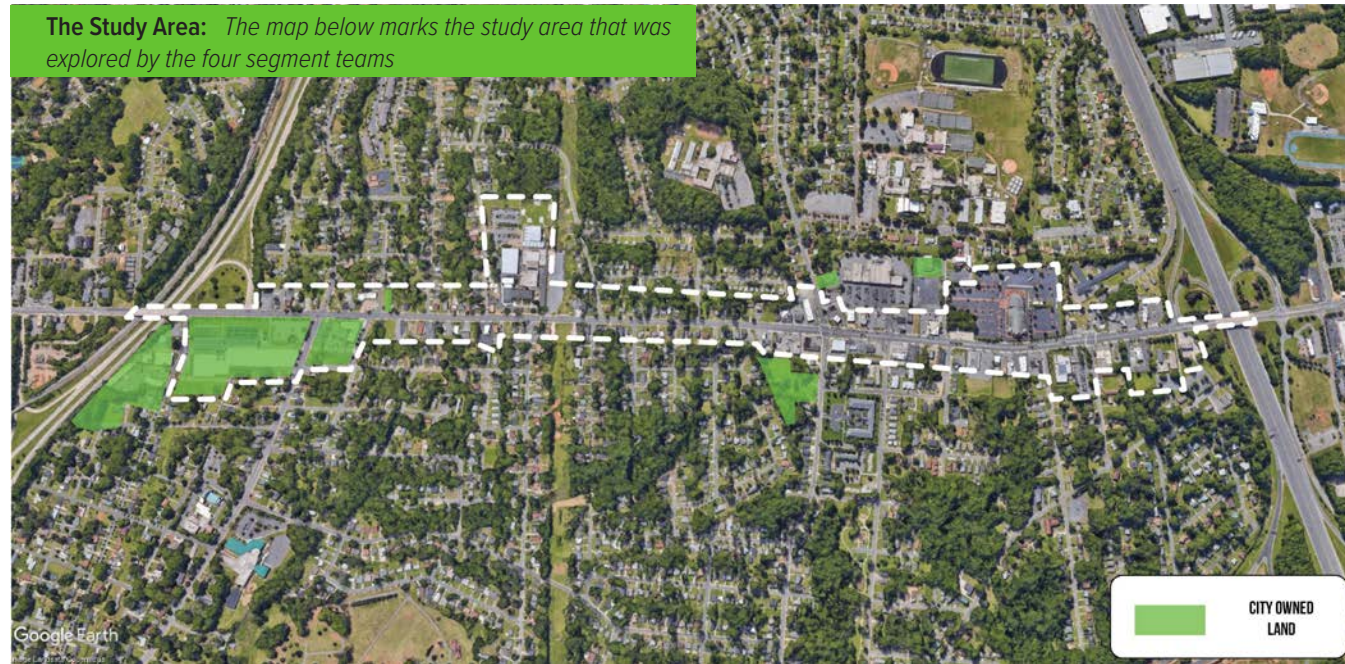 The Study Area: The map below marks the study area that was
explored by the four segment teams
CITY OWNED
LAND
Google Earth